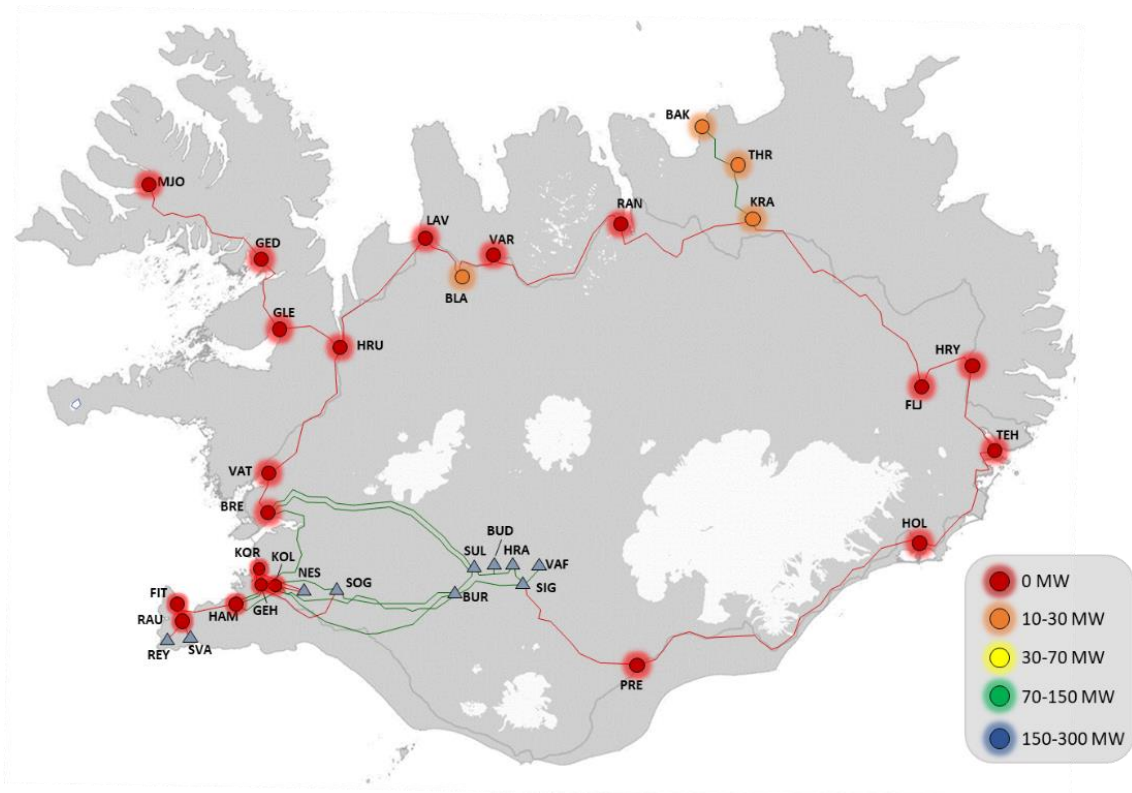 BAK
THR
MJO
KRA
RAN
LAV
VAR
GED
BLA
GLE
HRU
HRY
FLJ
TEH
VAT
BRE
BUD
HOL
SUL
HRA
KOR
KOL
VAF
NES
SOG
SIG
FIT
BUR
HAM
GEH
RAU
REY
SVA
PRE
0 MW
10-30 MW
30-70 MW
70-150 MW
150-300 MW